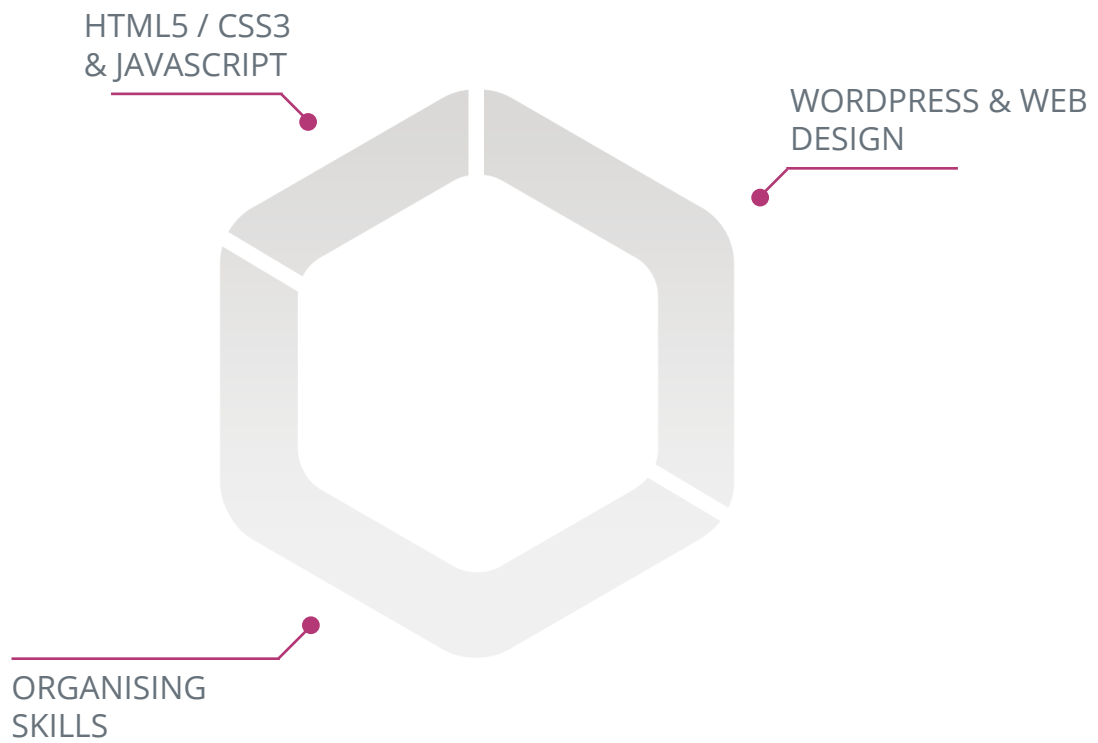 HTML5 / CSS3
& JAVASCRIPT
WORDPRESS & WEB
DESIGN
ORGANISING
SKILLS